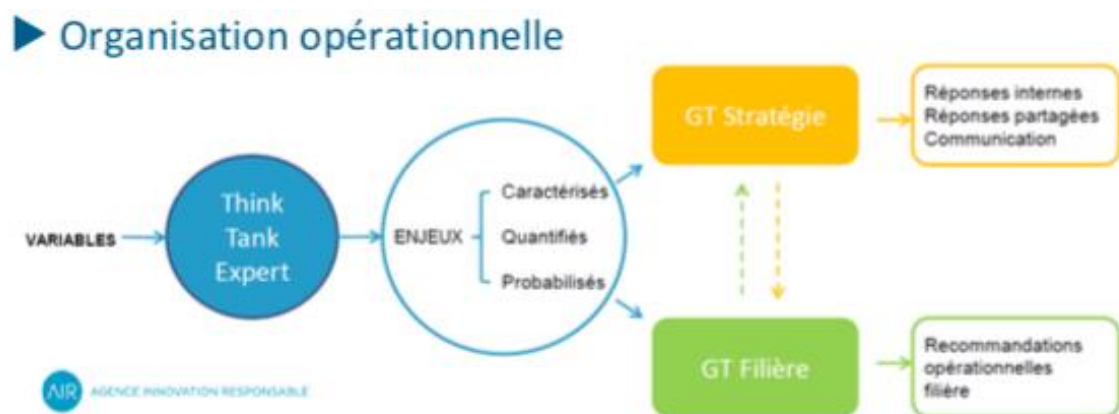 Organisation opérationnelle
VARIABLES
Think
Tank
Expert
ENJEUX
Caractérisés
Quantifiés
Probabilisés
GT Stratégie
Réponses internes
Réponses partagées
Communication
GT Filière
Recommandations
opérationnelles
filière
AIR AGENCE INNOVATION RESPONSABLE